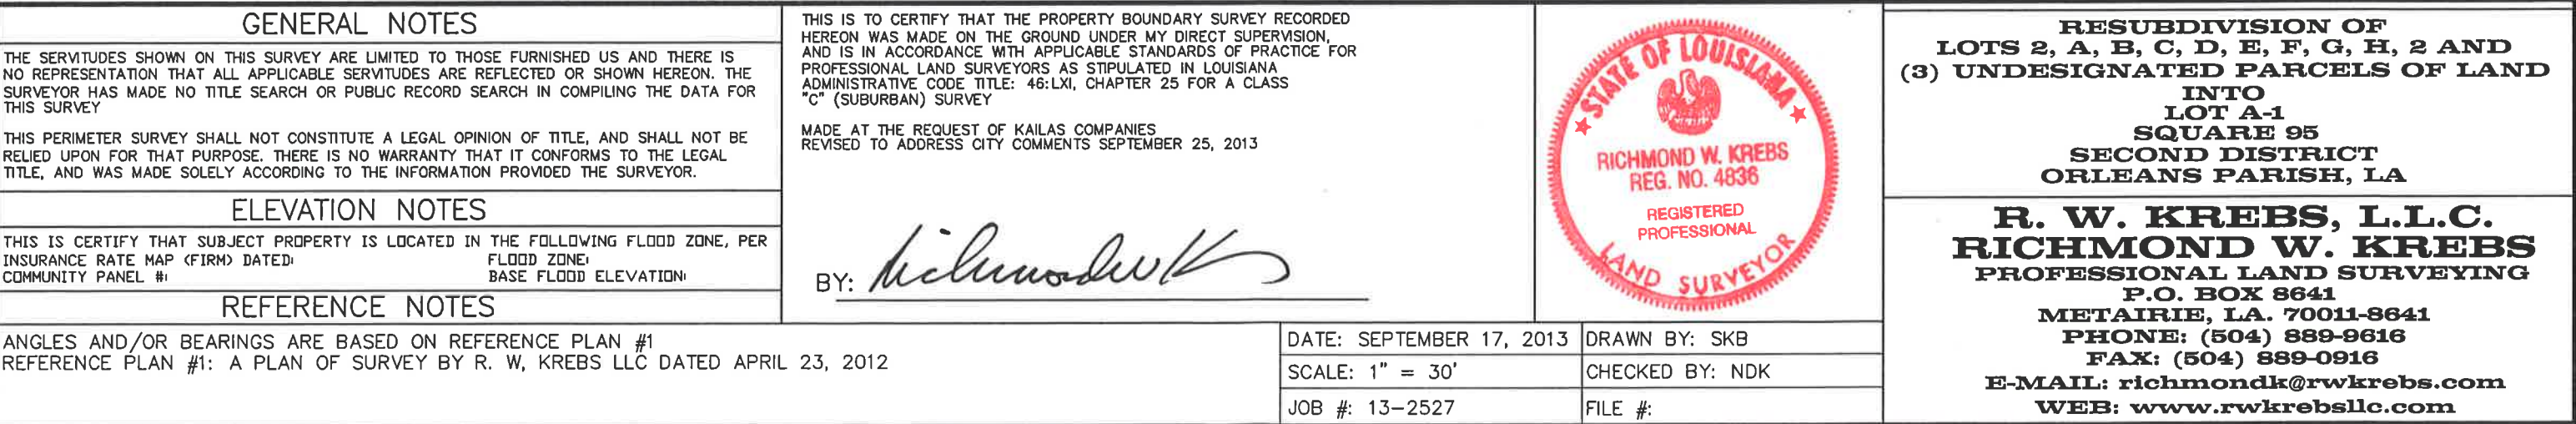 GENERAL NOTES
THE SERVITUDES SHOWN ON THIS SURVEY ARE LIMITED TO THOSE FURNISHED US AND THERE IS
NO REPRESENTATION THAT ALL APPLICABLE SERVITUDES ARE REFLECTED OR SHOWN HEREON. THE
SURVEYOR HAS MADE NO TITLE SEARCH OR PUBLIC RECORD SEARCH IN COMPILING THE DATA FOR
THIS SURVEY
THIS PERIMETER SURVEY SHALL NOT CONSTITUTE A LEGAL OPINION OF TITLE, AND SHALL NOT BE
RELIED UPON FOR THAT PURPOSE. THERE IS NO WARRANTY THAT IT CONFORMS TO THE LEGAL
TITLE, AND WAS MADE SOLELY ACCORDING TO THE INFORMATION PROVIDED THE SURVEYOR.
ELEVATION NOTES
THIS IS CERTIFY THAT SUBJECT PROPERTY IS LOCATED IN THE FOLLOWING FLOOD ZONE, PER
INSURANCE RATE MAP (FIRM) DATED: FLOOD ZONE:
COMMUNITY PANEL #: BASE FLOOD ELEVATION:
REFERENCE NOTES
ANGLES AND/OR BEARINGS ARE BASED ON REFERENCE PLAN #1
REFERENCE PLAN #1: A PLAN OF SURVEY BY R. W, KREBS LLC DATED APRIL 23, 2012
THIS IS TO CERTIFY THAT THE PROPERTY BOUNDARY SURVEY RECORDED
HEREON WAS MADE ON THE GROUND UNDER MY DIRECT SUPERVISION,
AND IS IN ACCORDANCE WITH APPLICABLE STANDARDS OF PRACTICE FOR
PROFESSIONAL LAND SURVEYORS AS STIPULATED IN LOUISIANA
ADMINISTRATIVE CODE TITLE: 46:LXI, CHAPTER 25 FOR A CLASS
"C" (SUBURBAN) SURVEY
MADE AT THE REQUEST OF KAILAS COMPANIES
REVISED TO ADDRESS CITY COMMENTS SEPTEMBER 25, 2013
BY:
STATE OF LOUISIANA
RICHMOND W. KREBS
REG. NO. 4836
REGISTERED
PROFESSIONAL
LAND SURVEYOR
DATE: SEPTEMBER 17, 2013 DRAWN BY: SKB
SCALE: 1" = 30' CHECKED BY: NDK
JOB #: 13-2527 FILE #:
RESUBDIVISION OF
LOTS 2, A, B, C, D, E, F, G, H, 2 AND
(3) UNDESIGNATED PARCELS OF LAND
INTO
LOT A-1
SQUARE 95
SECOND DISTRICT
ORLEANS PARISH, LA
R. W. KREBS, L.L.C.
RICHMOND W. KREBS
PROFESSIONAL LAND SURVEYING
P.O. BOX 8641
METAIRIE, LA. 70011-8641
PHONE: (504) 889-9616
FAX: (504) 889-0916
E-MAIL: richmondk@rwkrebs.com
WEB: www.rwkrebsllc.com